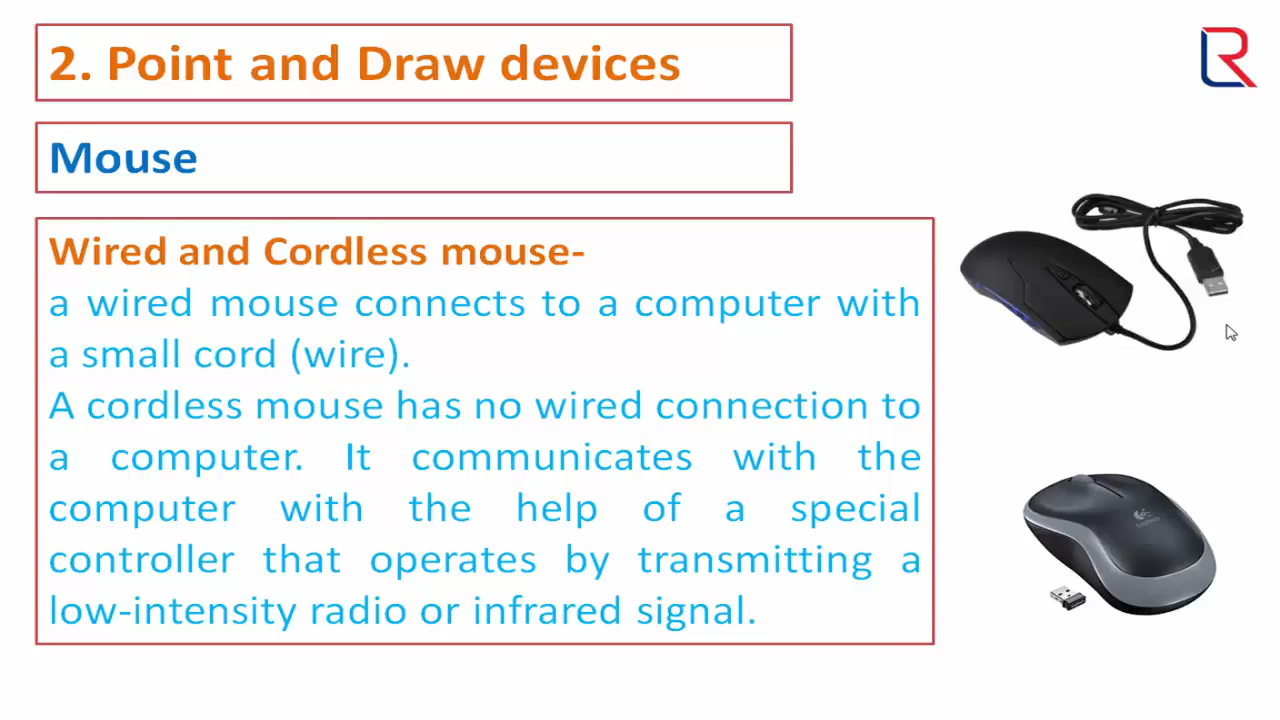 2. Point and Draw devices
Mouse
Wired and Cordless mouse-
a wired mouse connects to a computer with
a small cord (wire).
A cordless mouse has no wired connection to
a computer. It communicates with the
computer with the help of a special
controller that operates by transmitting a
low-intensity radio or infrared signal.
Logitech